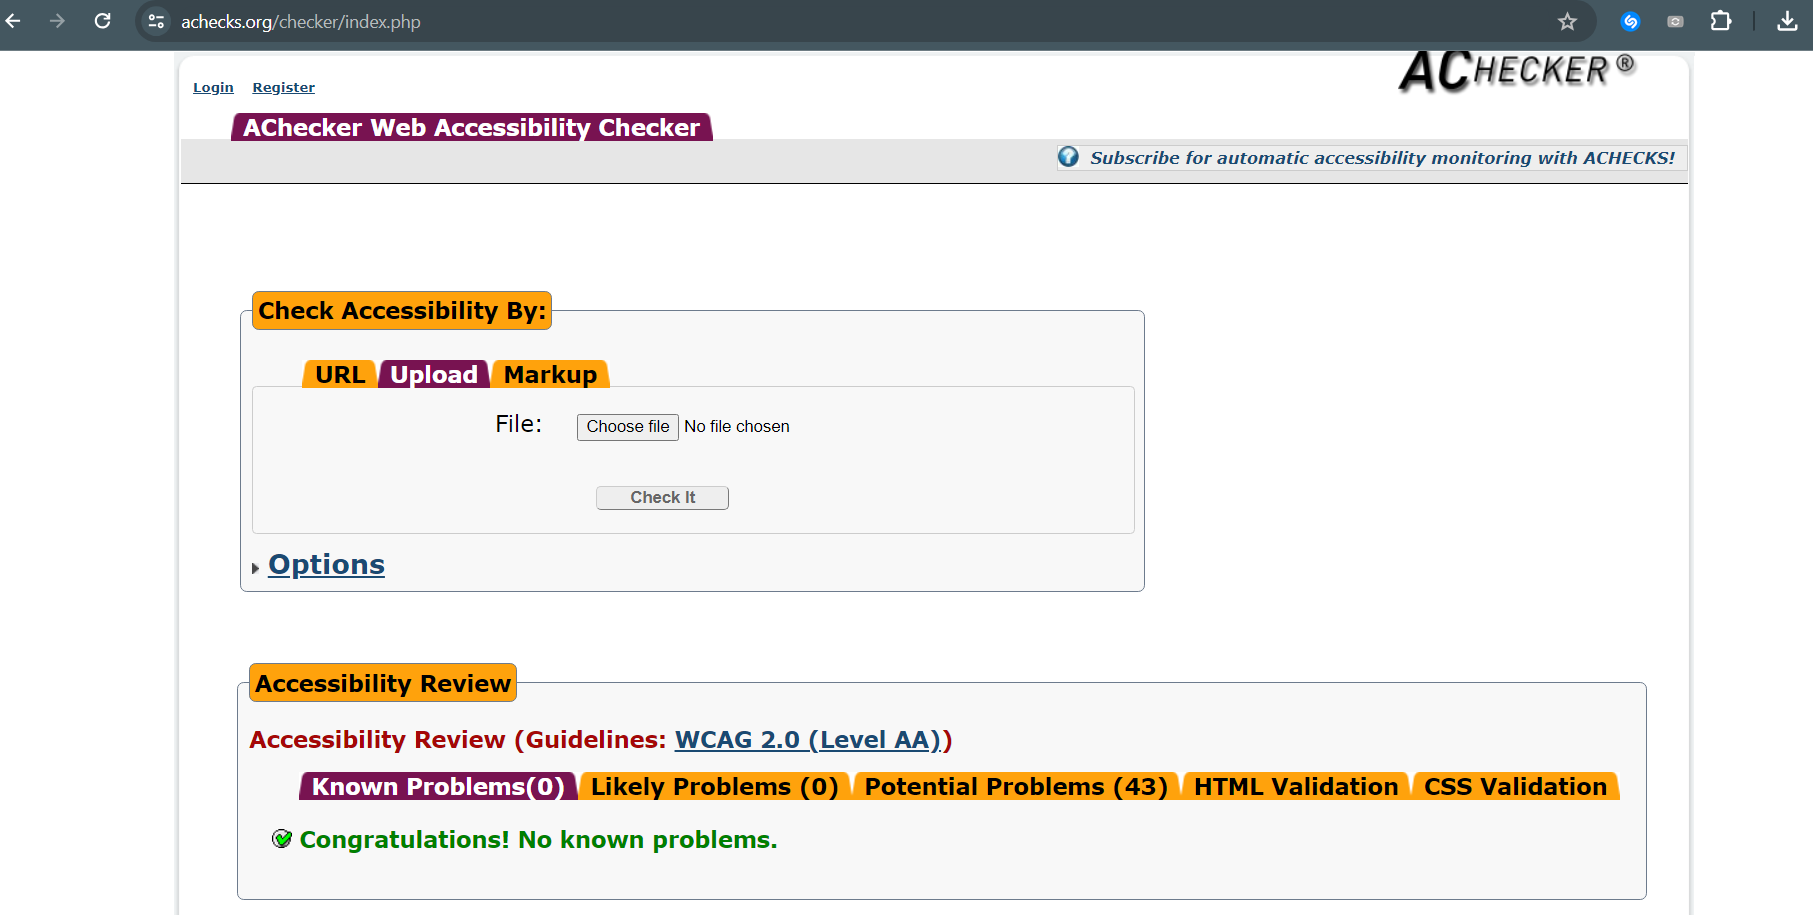 achecks.org/checker/index.php
Login Register
ACHECKER ®
AChecker Web Accessibility Checker
Subscribe for automatic accessibility monitoring with ACHECKS!
Check Accessibility By:
URL Upload Markup
File: Choose file No file chosen
Check It
Options
Accessibility Review
Accessibility Review (Guidelines: WCAG 2.0 (Level AA))
Known Problems(0) Likely Problems (0) Potential Problems (43) HTML Validation CSS Validation
Congratulations! No known problems.